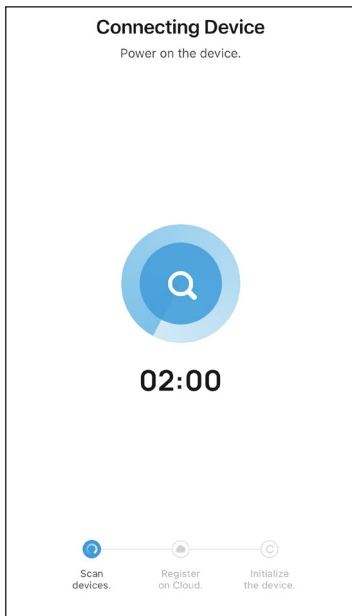 Connecting Device
Power on the device.
02:00
Scan
devices.
Register
on Cloud.
Initialize
the device.